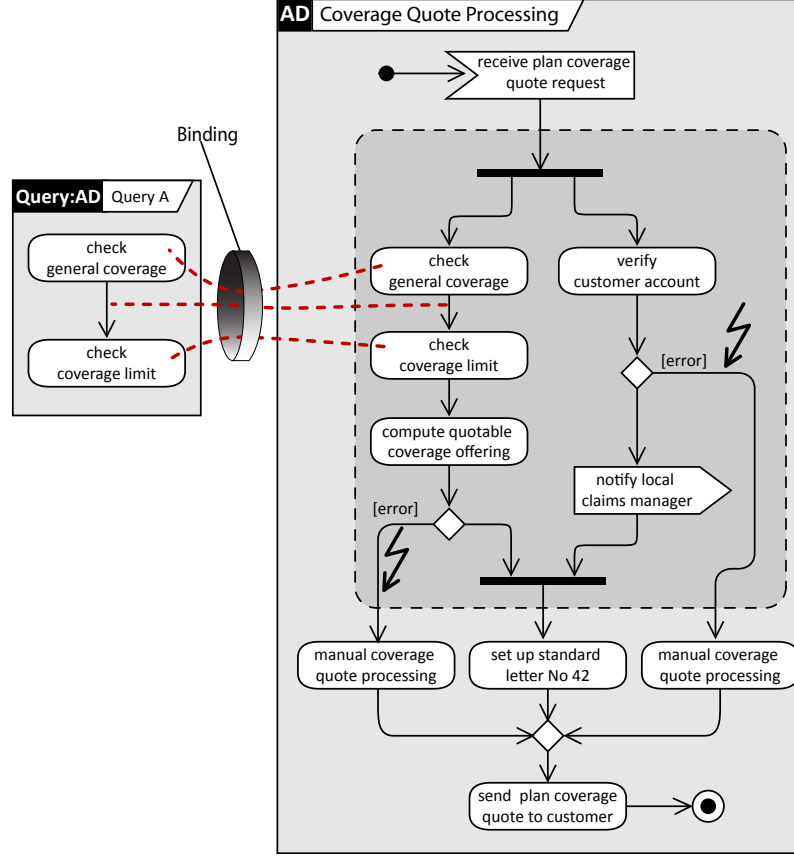 AD Coverage Quote Processing
receive plan coverage
quote request
Binding
Query:AD Query A
check
general coverage
check
coverage limit
check
general coverage
verify
customer account
check
coverage limit
[error]
compute quotable
coverage offering
notify local
claims manager
[error]
manual coverage
quote processing
set up standard
letter No 42
manual coverage
quote processing
send plan coverage
quote to customer